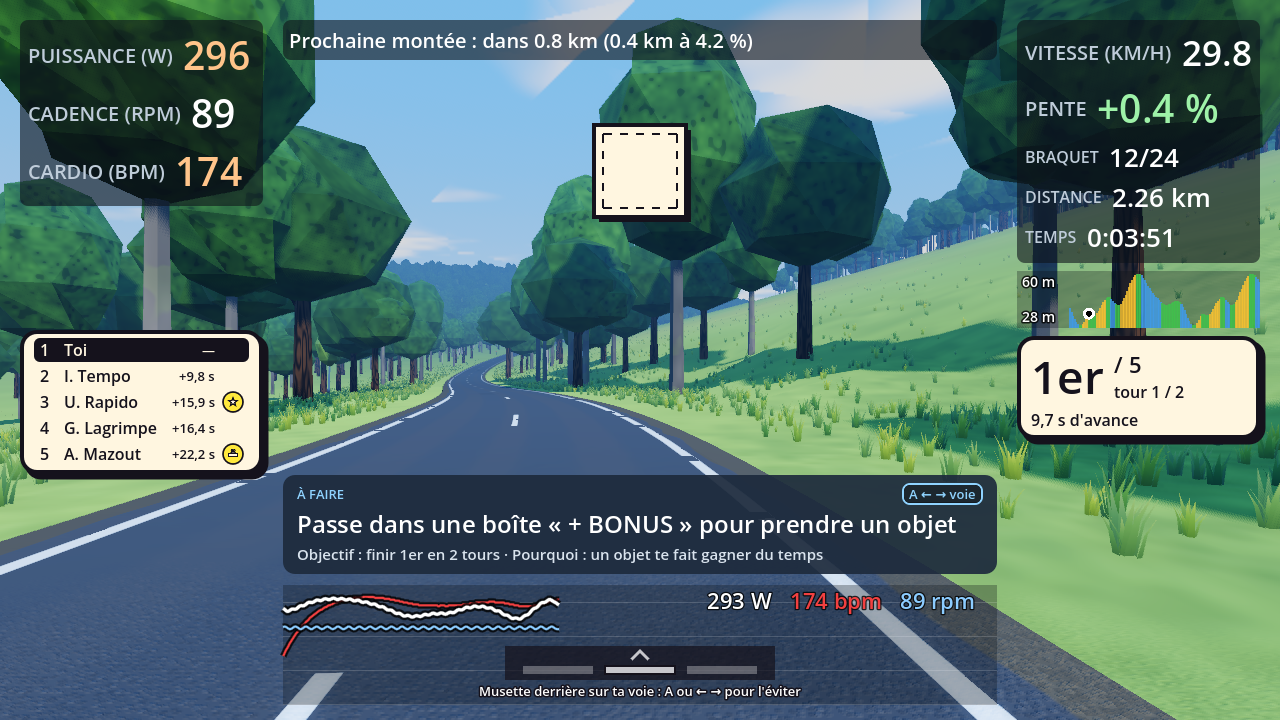 PUISSANCE (W) 296
CADENCE (RPM) 89
CARDIO (BPM) 174
Prochaine montée : dans 0.8 km (0.4 km à 4.2 %)
VITESSE (KM/H) 29.8
PENTE +0.4 %
BRAQUET 12/24
DISTANCE 2.26 km
TEMPS 0:03:51
60 m
28 m
1 Toi —
2 I. Tempo +9,8 s
3 U. Rapido +15,9 s
4 G. Lagrimpe +16,4 s
5 A. Mazout +22,2 s
1er / 5
tour 1 / 2
9,7 s d'avance
À FAIRE
A ← → voie
Passe dans une boîte « + BONUS » pour prendre un objet
Objectif : finir 1er en 2 tours · Pourquoi : un objet te fait gagner du temps
293 W 174 bpm 89 rpm
Musette derrière sur ta voie : A ou ← → pour l'éviter